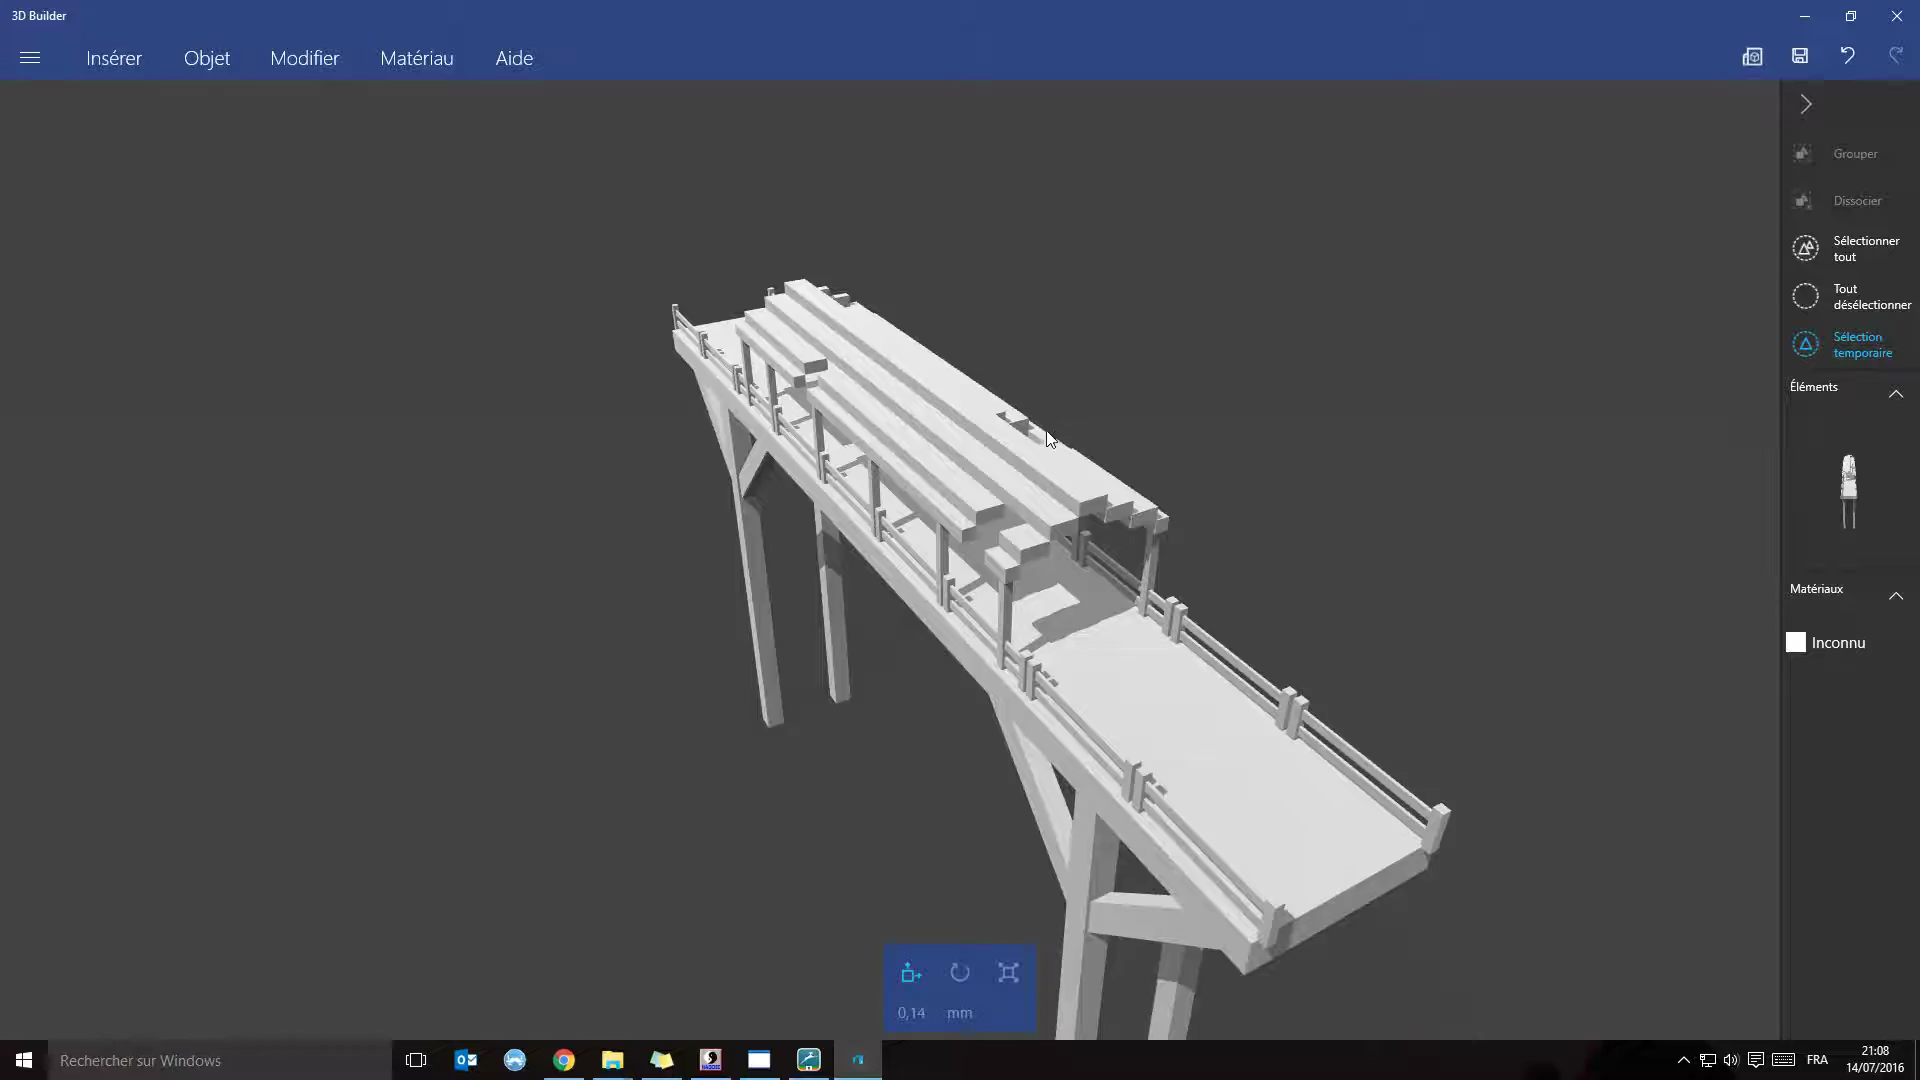 3D Builder
Insérer
Objet
Modifier
Matériau
Aide
Grouper
Dissocier
Sélectionner
tout
Tout
désélectionner
Sélection
temporaire
Éléments
Matériaux
Inconnu
0,14 mm
Rechercher sur Windows
FRA
21:08
14/07/2016